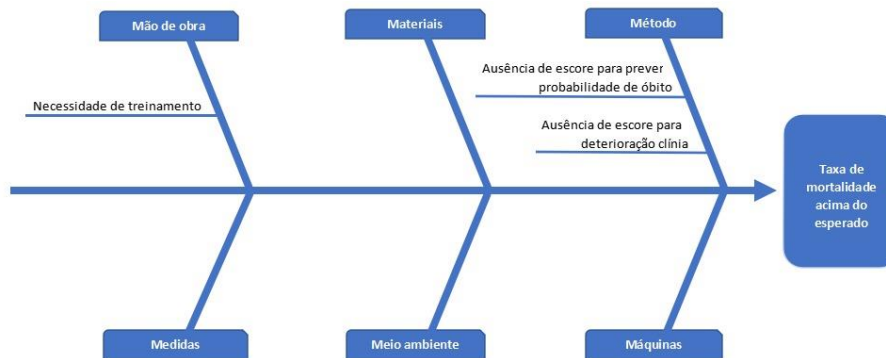 Mão de obra
Materiais
Método
Ausência de escore para prever
probabilidade de óbito
Necessidade de treinamento
Ausência de escore para
deterioração clínia
Taxa de
mortalidade
acima do
esperado
Medidas
Meio ambiente
Máquinas